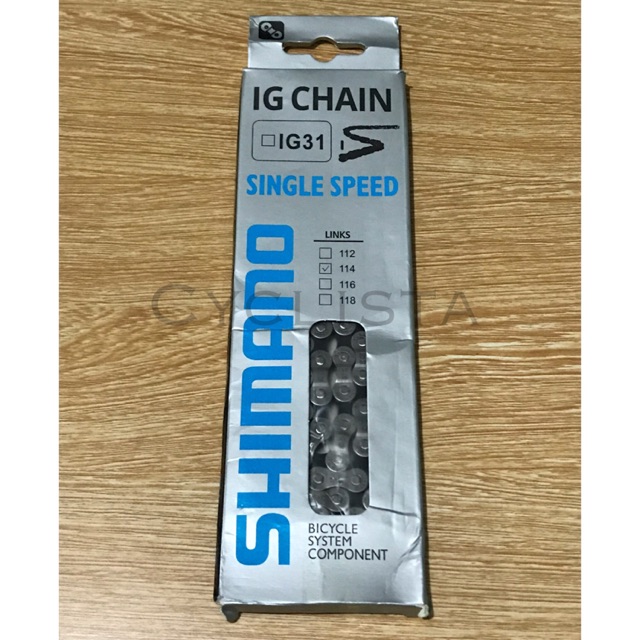 IG CHAIN
IG31
SINGLE SPEED
LINKS
112
114
116
118
CYCLISTA
SHIMANO
BICYCLE
SYSTEM
COMPONENT